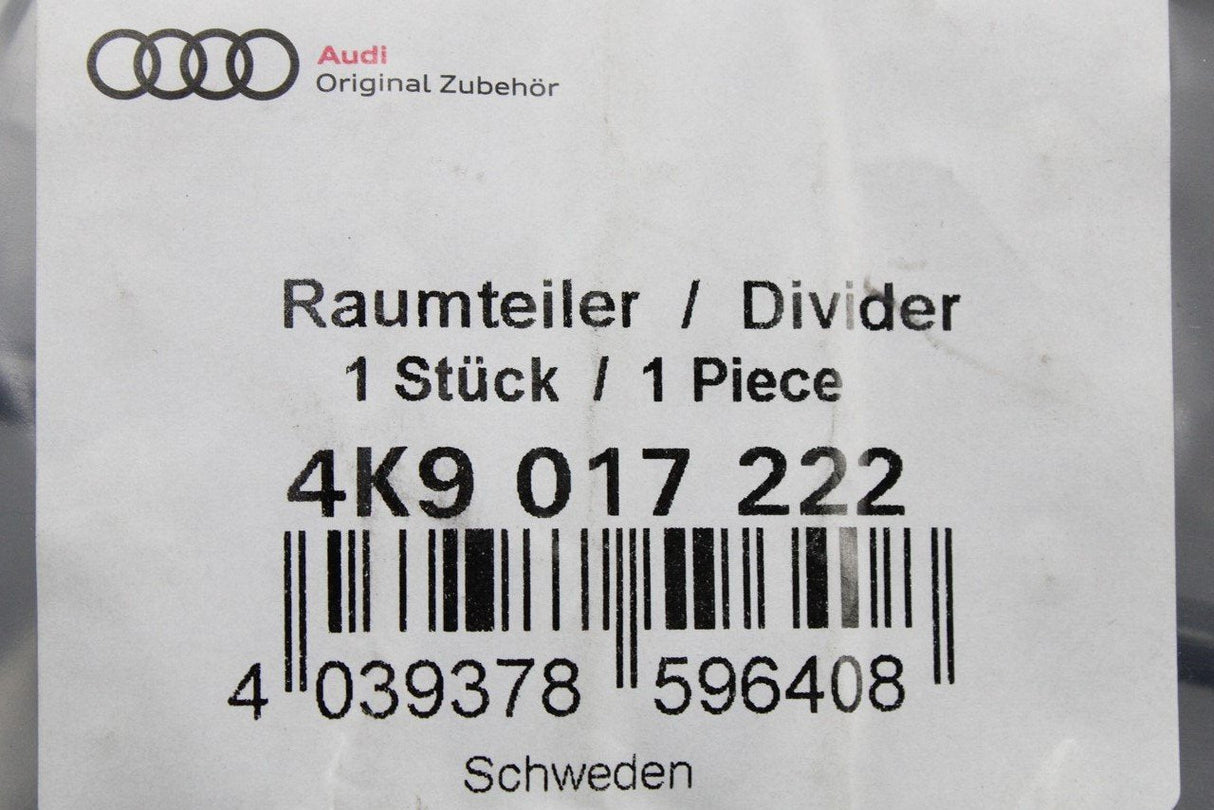 Audi
Original Zubehör
Raumteiler / Divider
1 Stück / 1 Piece
4K9 017 222
4 039378 596408
Schweden